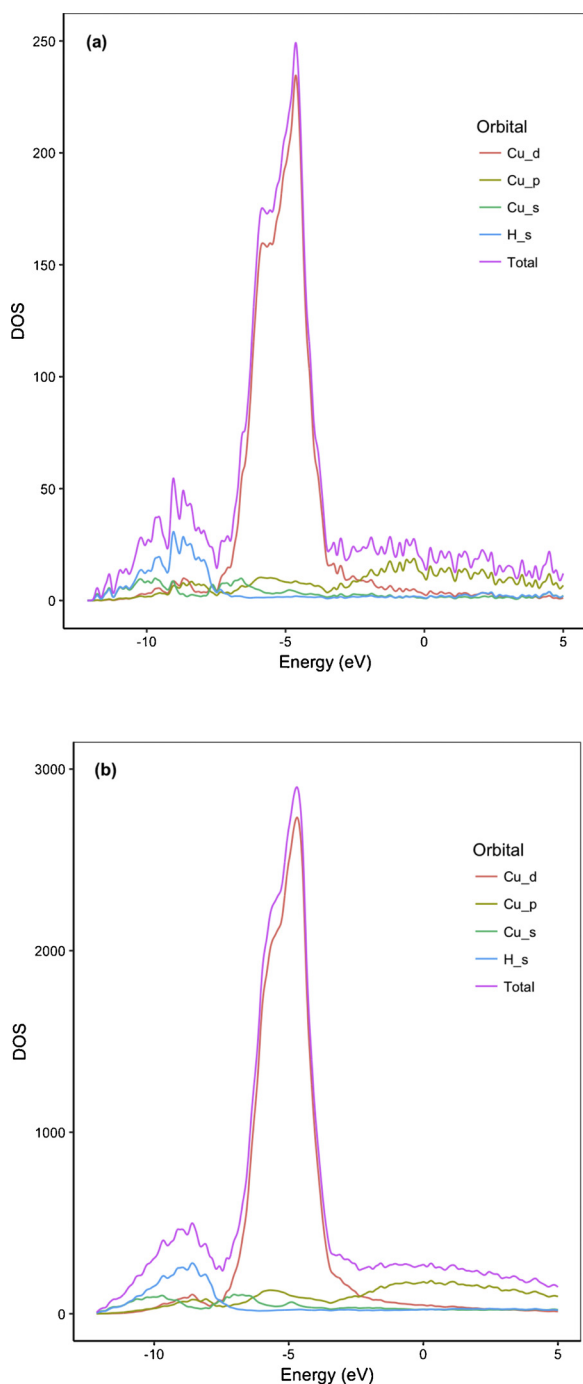 (a)
250
200
150
100
50
0
DOS
Orbital
Cu_d
Cu_p
Cu_s
H_s
Total
-10
-5
0
5
Energy (eV)
(b)
3000
2000
1000
0
DOS
Orbital
Cu_d
Cu_p
Cu_s
H_s
Total
-10
-5
0
5
Energy (eV)